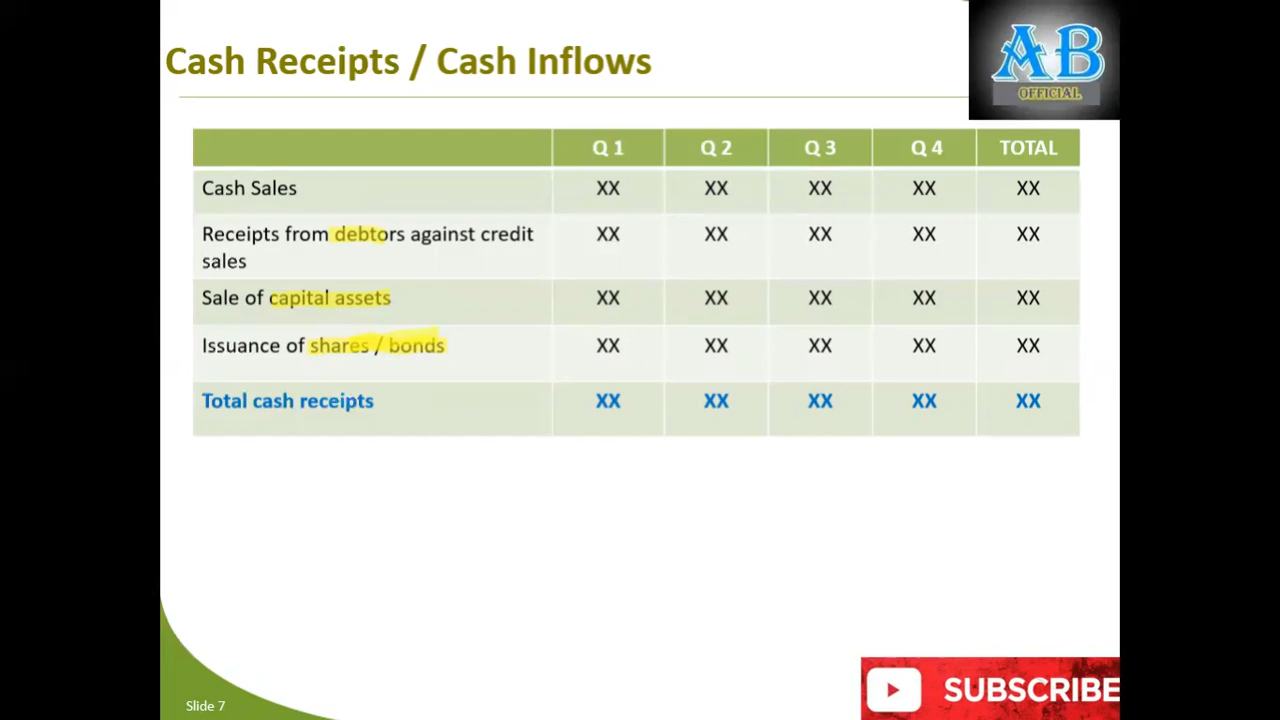 Cash Receipts / Cash Inflows
AB
OFFICIAL
Q 1 Q 2 Q 3 Q 4 TOTAL
Cash Sales XX XX XX XX XX
Receipts from debtors against credit XX XX XX XX XX
sales
Sale of capital assets XX XX XX XX XX
Issuance of shares / bonds XX XX XX XX XX
Total cash receipts XX XX XX XX XX
SUBSCRIBE
Slide 7